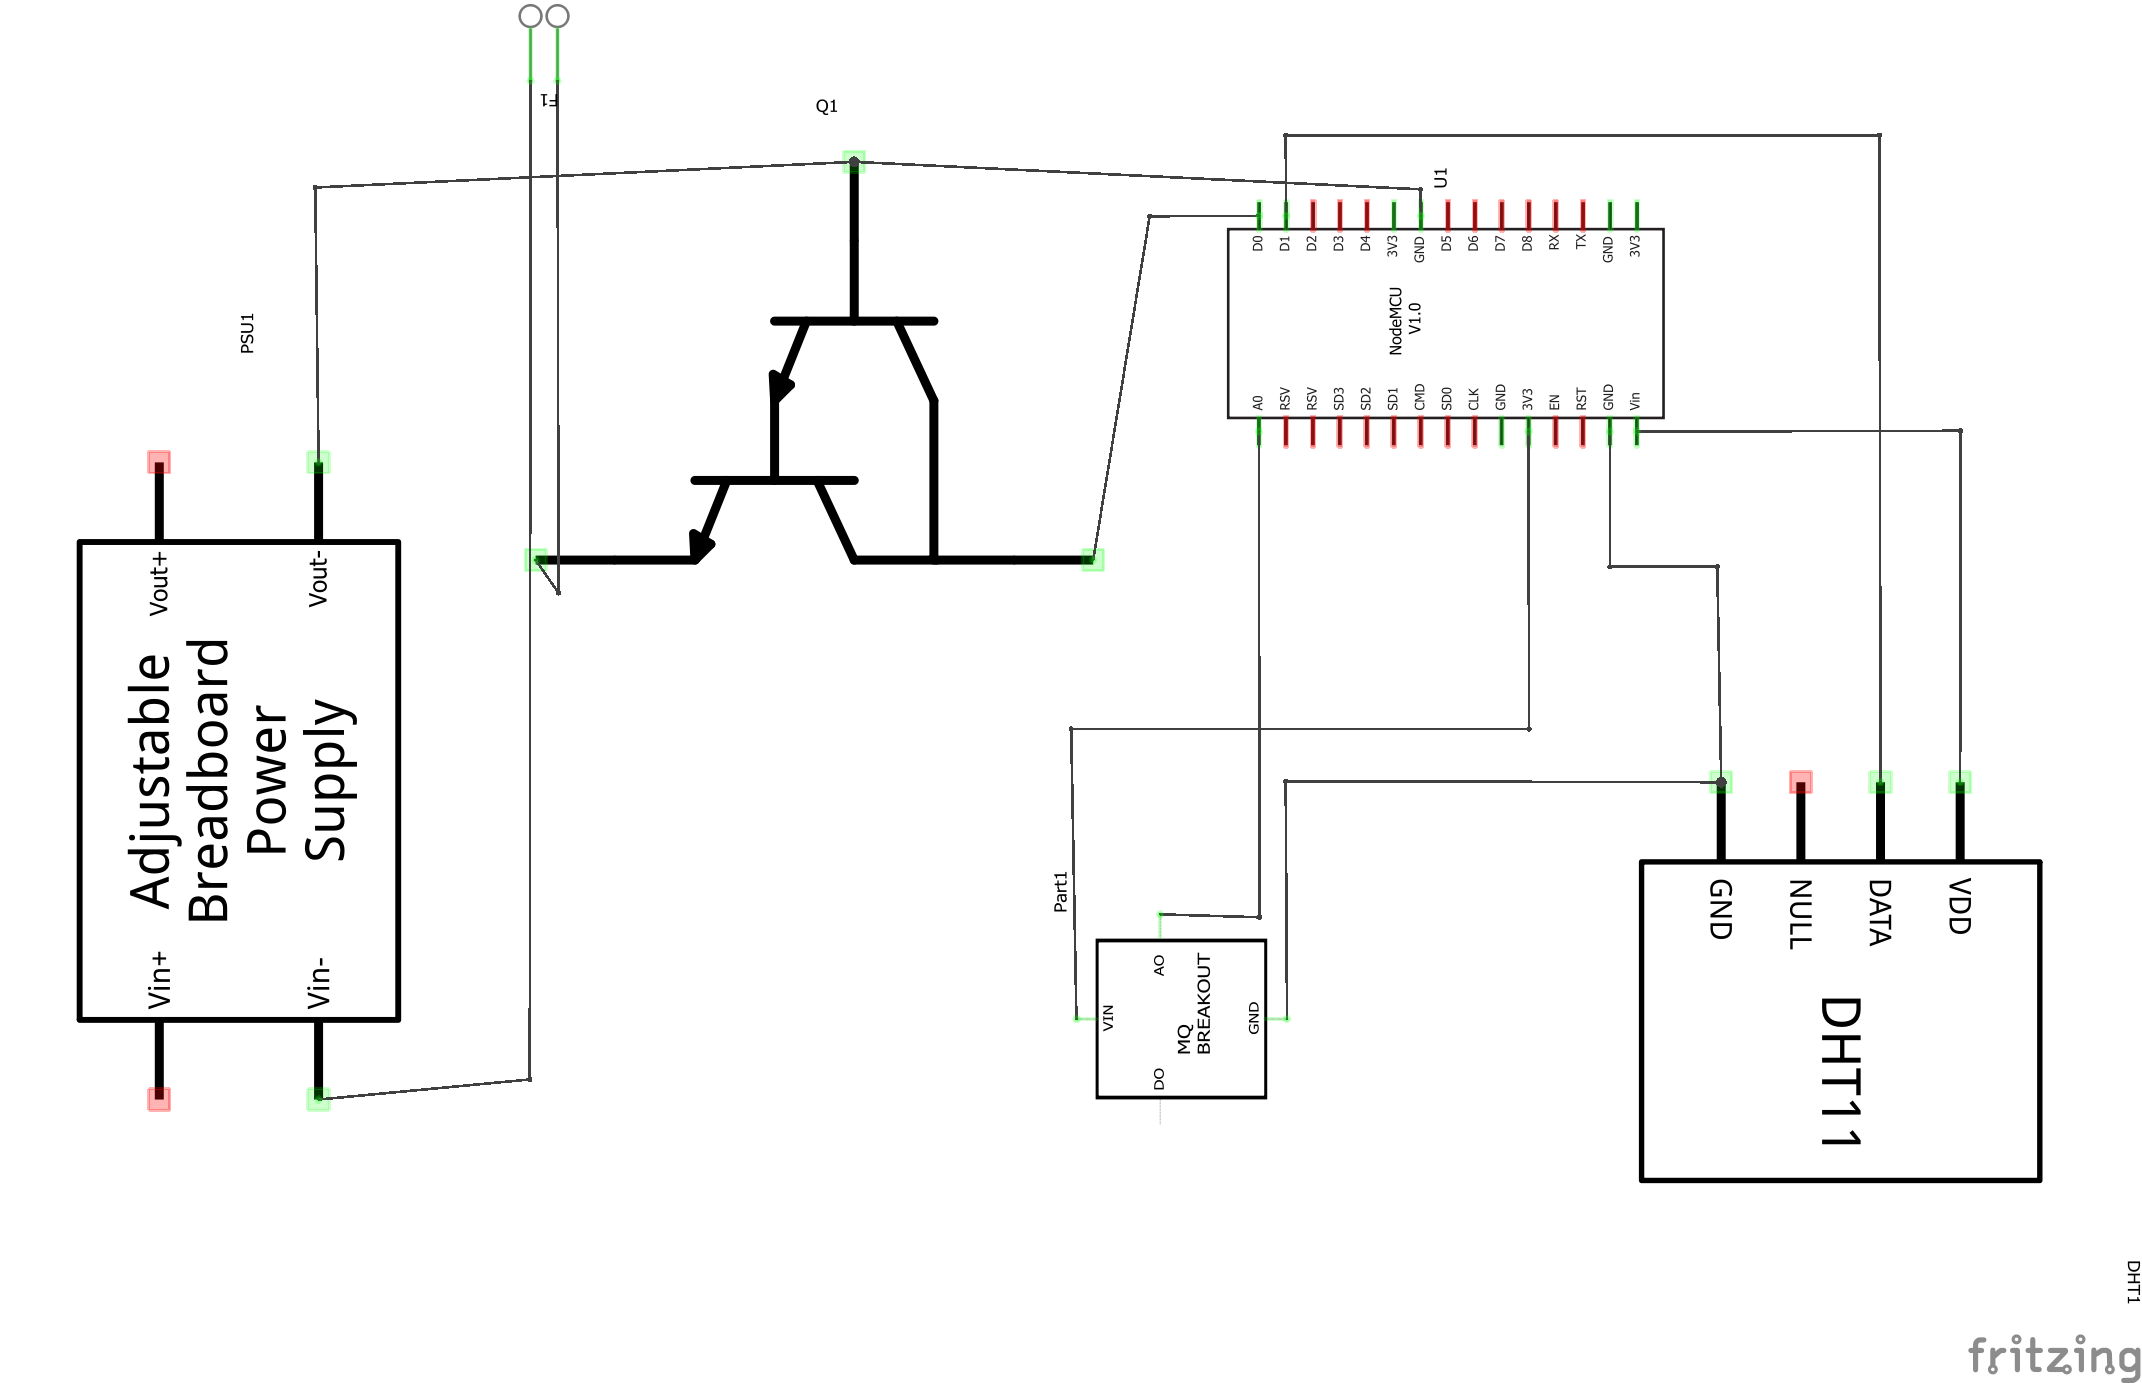 F1
Q1
U1
D0
D1
D2
D3
D4
3V3
GND
D5
D6
D7
D8
RX
TX
GND
3V3
NodeMCU
V1.0
A0
RSV
RSV
SD3
SD2
SD1
CMD
SD0
CLK
GND
3V3
EN
RST
GND
Vin
PSU1
Vout+
Vout-
Adjustable
Breadboard
Power
Supply
Vin+
Vin-
Part1
AO
VIN
MQ
BREAKOUT
GND
DO
GND
NULL
DATA
VDD
DHT11
DHT1
fritzing